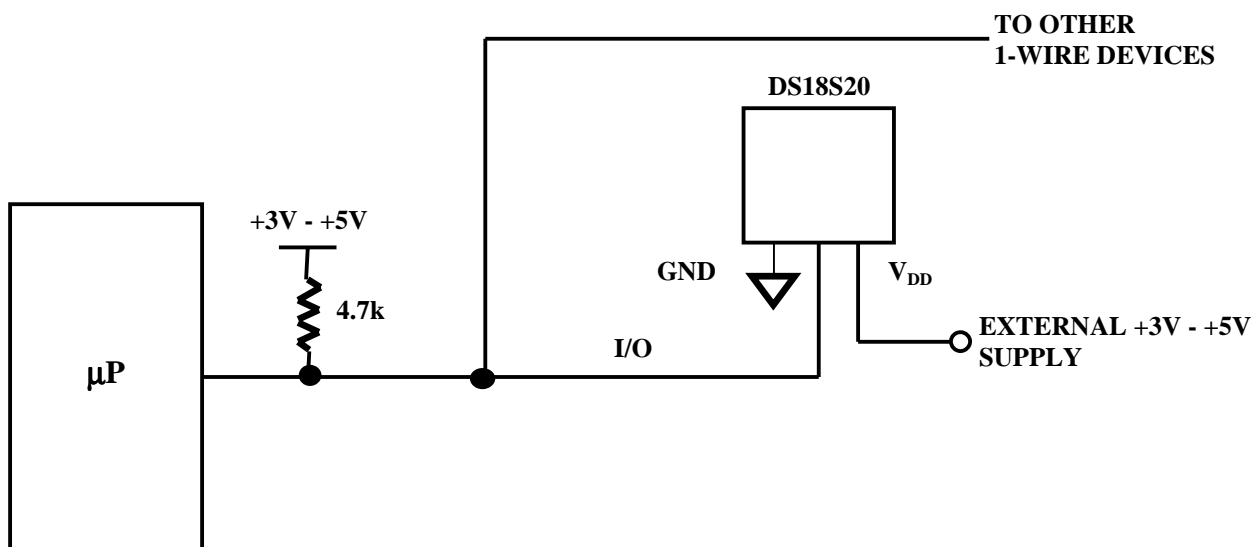 TO OTHER
1-WIRE DEVICES
DS18S20
+3V - +5V
GND
VDD
4.7k
EXTERNAL +3V - +5V
SUPPLY
I/O
µP